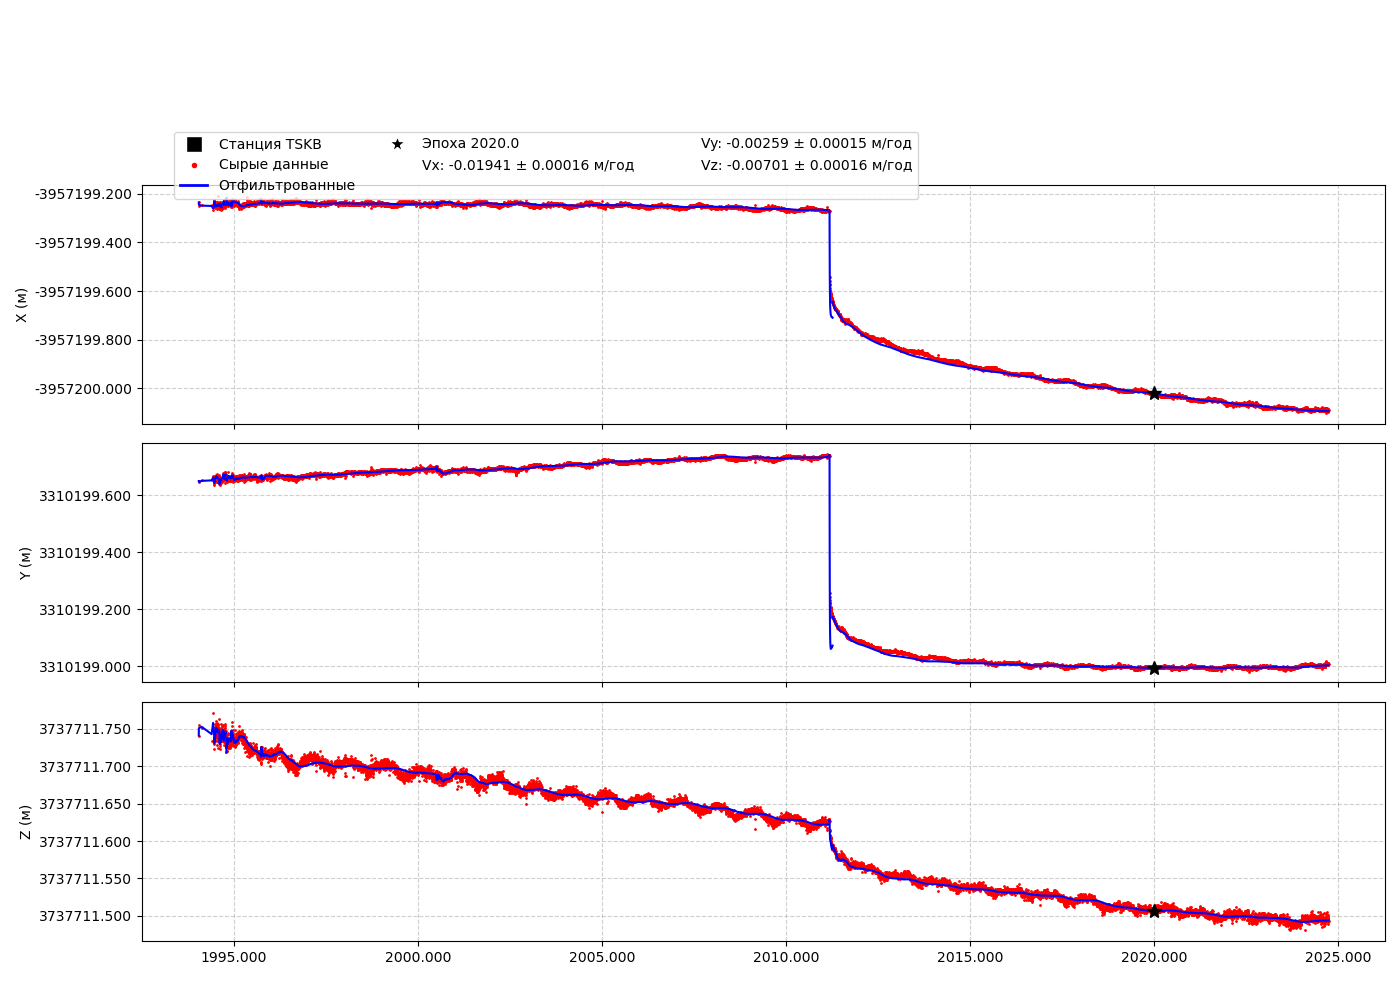 Станция TSKB
Сырые данные
Отфильтрованные
Эпоха 2020.0
Vx: -0.01941 ± 0.00016 м/год
Vy: -0.00259 ± 0.00015 м/год
Vz: -0.00701 ± 0.00016 м/год
X (м)
-3957199.200
-3957199.400
-3957199.600
-3957199.800
-3957200.000
Y (м)
3310199.600
3310199.400
3310199.200
3310199.000
Z (м)
3737711.750
3737711.700
3737711.650
3737711.600
3737711.550
3737711.500
1995.000 2000.000 2005.000 2010.000 2015.000 2020.000 2025.000